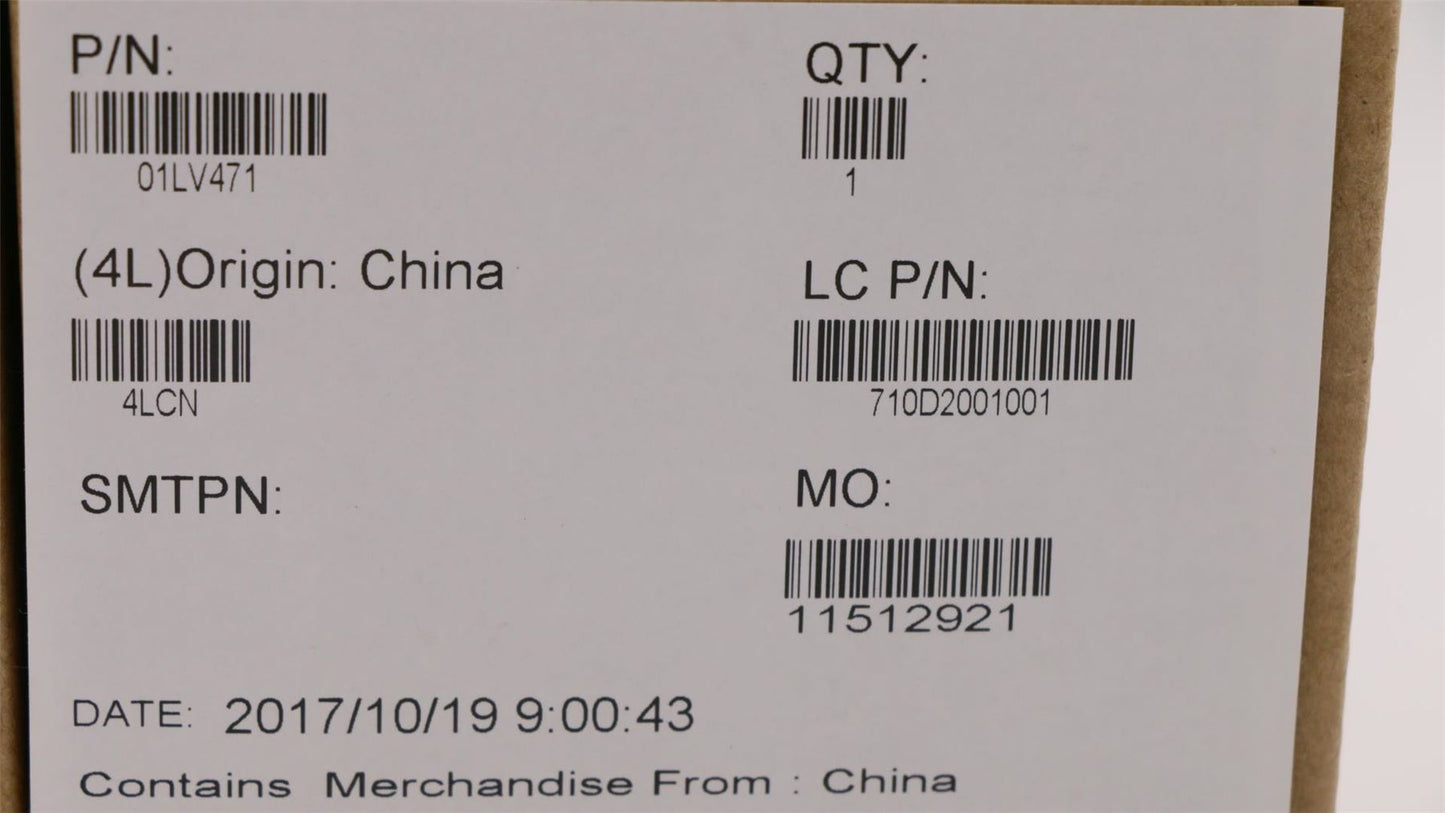 P/N:
01LV471
QTY:
1
(4L)Origin: China
4LCN
LC P/N:
710D2001001
SMTPN:
MO:
11512921
DATE: 2017/10/19 9:00:43
Contains Merchandise From : China